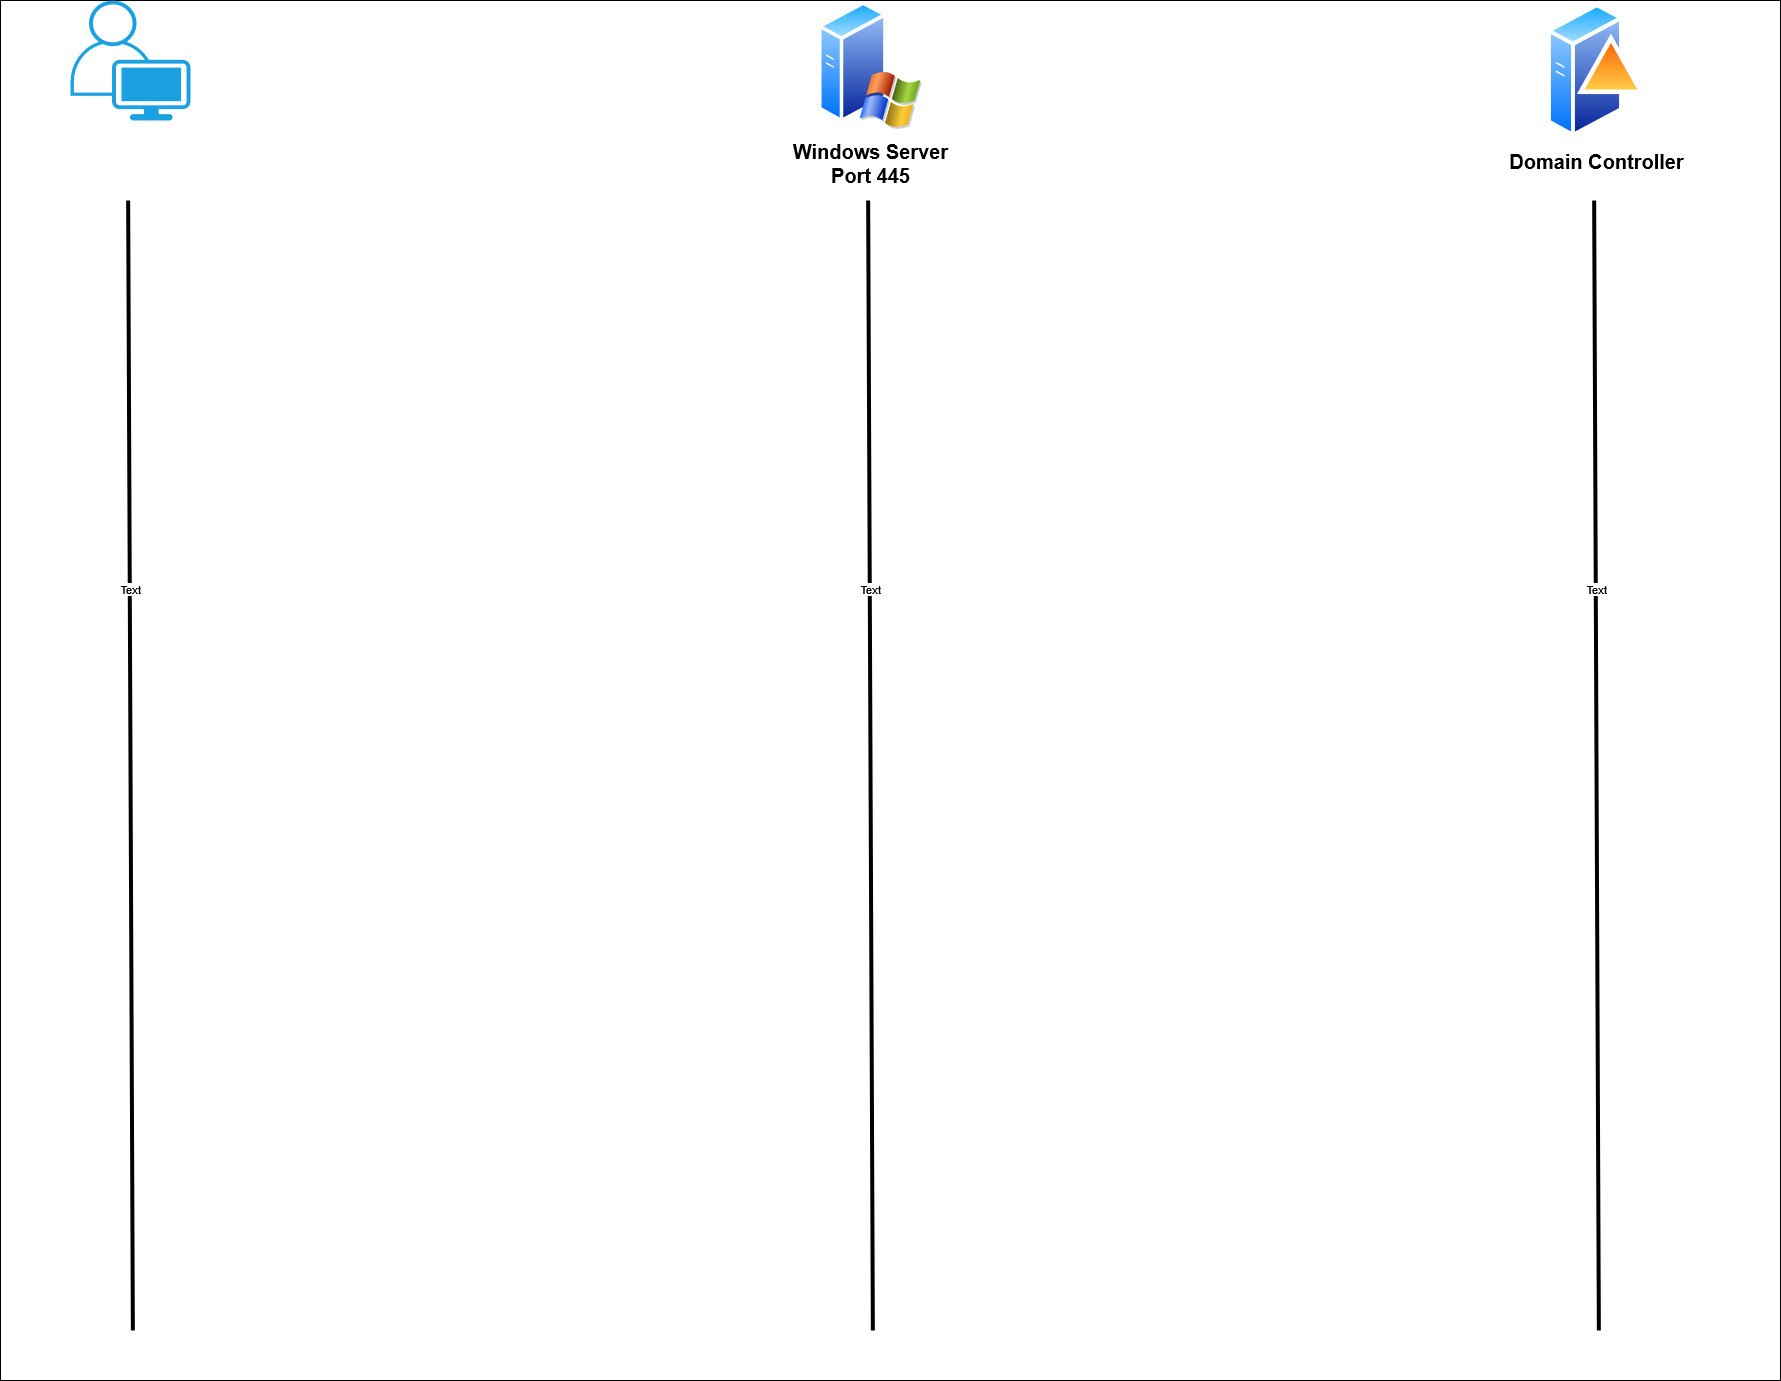 Windows Server
Port 445
Domain Controller
Text
Text
Text